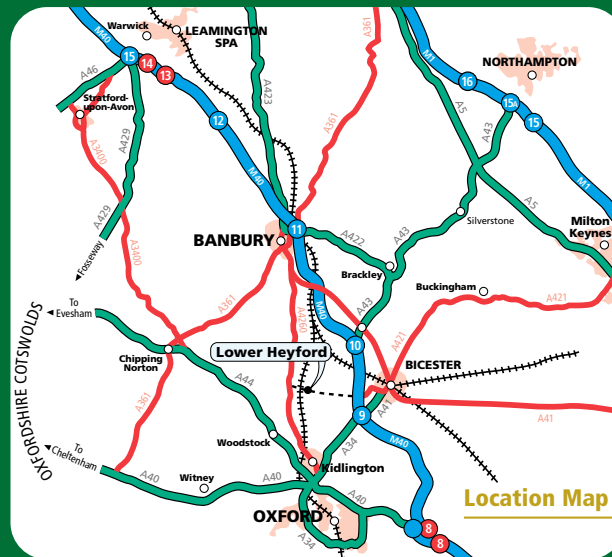 Warwick
LEAMINGTON
SPA
M40
A361
M1
NORTHAMPTON
15
14
13
16
A46
A423
A5
15A
Stratford-
upon-Avon
12
A43
15
A429
A3400
M40
A361
M1
A5
A429
Silverstone
11
Milton
Keynes
BANBURY
A422
A43
Fosseway
A3400
Brackley
Buckingham
To
Evesham
A361
A4260
M40
A43
A421
A421
OXFORDSHIRE COTSWOLDS
10
Chipping
Norton
Lower Heyford
BICESTER
A44
A361
A41
9
A41
Woodstock
A34
M40
To
Cheltenham
Kidlington
A40
Witney
A40
A40
Location Map
OXFORD
8
A34
8